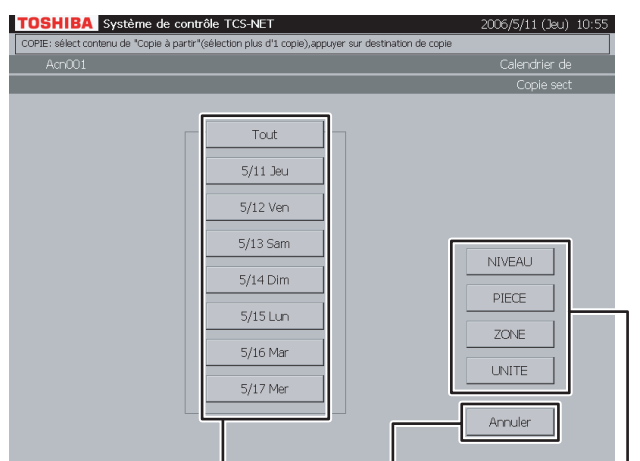 TOSHIBA Système de contrôle TCS-NET 2006/5/11 (Jeu) 10:55
COPIE: sélect contenu de "Copie à partir"(sélection plus d'1 copie),appuyer sur destination de copie
Acn001 Calendrier de
Copie sect
Tout
5/11 Jeu
5/12 Ven
5/13 Sam
5/14 Dim
5/15 Lun
5/16 Mar
5/17 Mer
NIVEAU
PIECE
ZONE
UNITE
Annuler